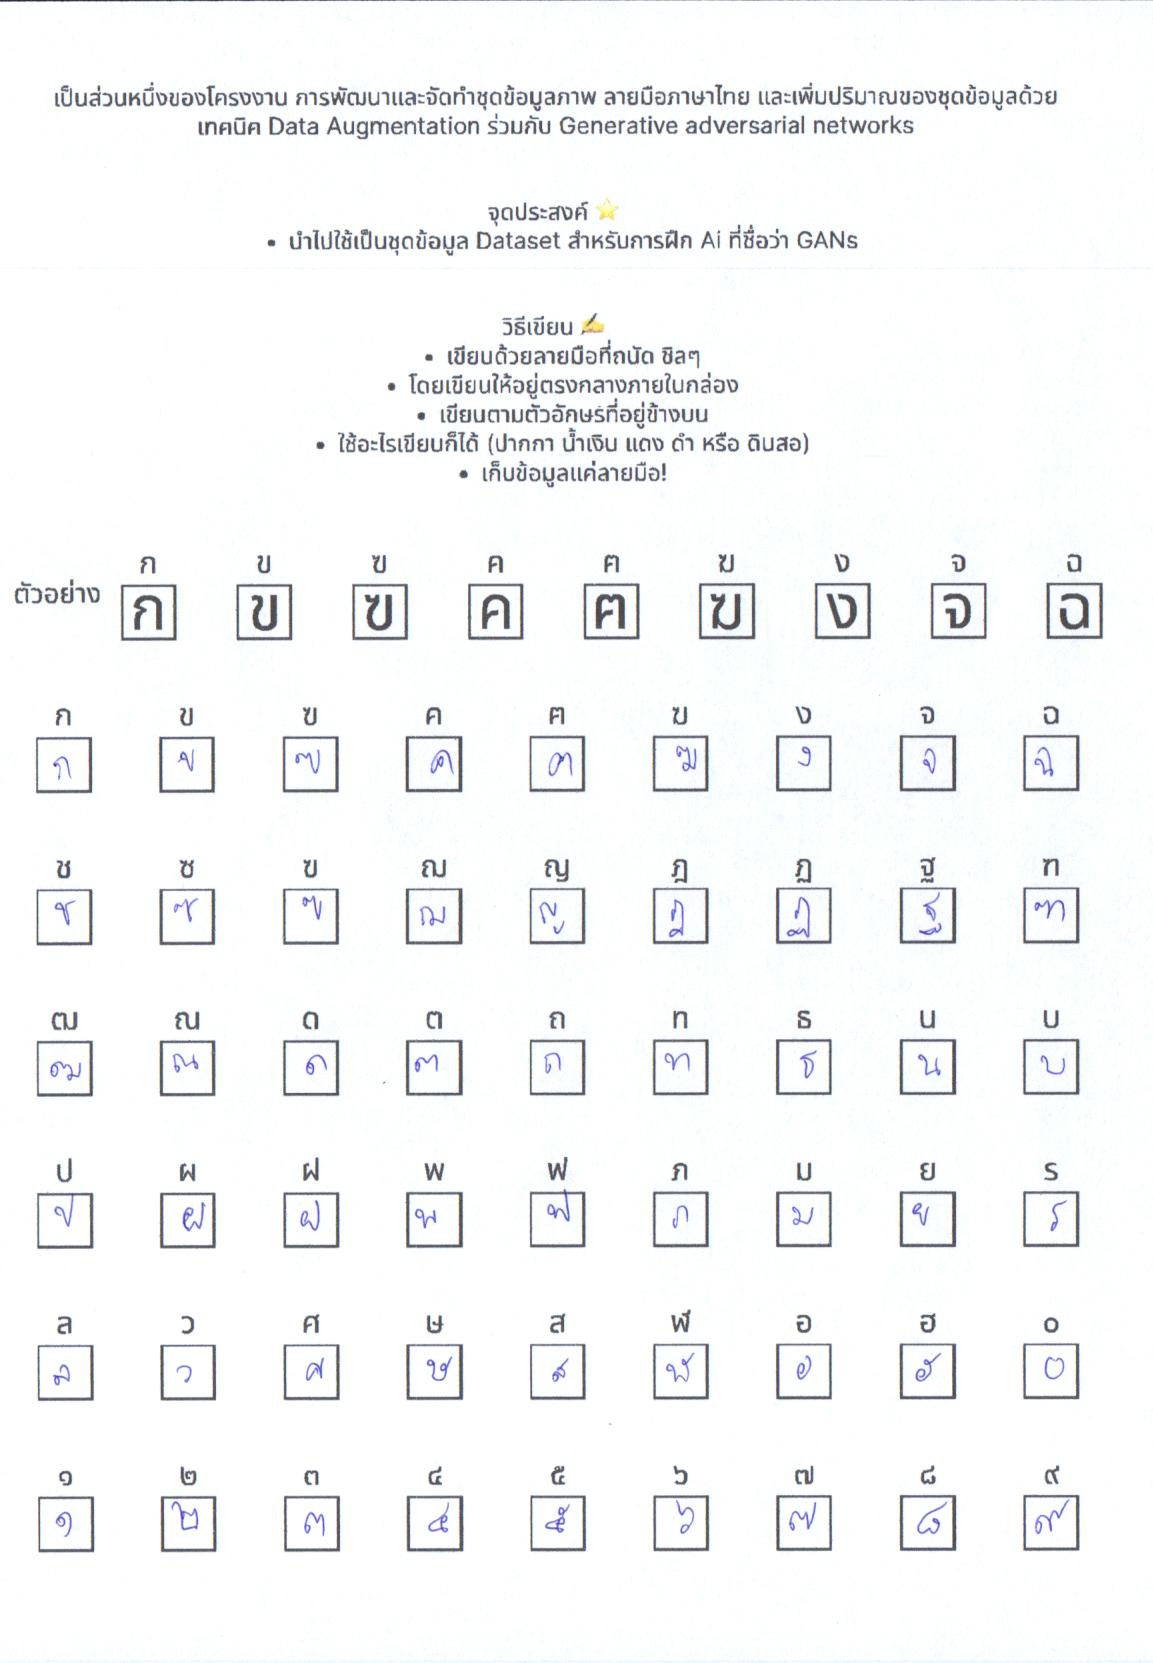 เป็นส่วนหนึ่งของโครงงาน การพัฒนาและจัดทำชุดข้อมูลภาพ ลายมือภาษาไทย และเพิ่มปริมาณของชุดข้อมูลด้วย
เทคนิค Data Augmentation ร่วมกับ Generative adversarial networks
จุดประสงค์ ⭐
• นำไปใช้เป็นชุดข้อมูล Dataset สำหรับการฝึก Ai ที่ชื่อว่า GANs
วิธีเขียน ✍
• เขียนด้วยลายมือที่ถนัด ชิลๆ
• โดยเขียนให้อยู่ตรงกลางภายในกล่อง
• เขียนตามตัวอักษรที่อยู่ข้างบน
• ใช้อะไรเขียนก็ได้ (ปากกา น้ำเงิน แดง ดำ หรือ ดินสอ)
• เก็บข้อมูลแค่ลายมือ!
ก ข ฃ ค ฅ ฆ ง จ ฉ
ตัวอย่าง ก ข ฃ ค ฅ ฆ ง จ ฉ
ก ข ฃ ค ฅ ฆ ง จ ฉ
ก ข ฃ ค ฅ ฆ ง จ ฉ
ช ซ ฃ ฌ ญ ฎ ฏ ฐ ฑ
ช ซ ฃ ฌ ญ ฎ ฏ ฐ ฑ
ฒ ณ ด ต ถ ท ธ น บ
ฒ ณ ด ต ถ ท ธ น บ
ป ผ ฝ พ ฟ ภ ม ย ร
ป ผ ฝ พ ฟ ภ ม ย ร
ล ว ศ ษ ส ฬ อ ฮ ๐
ล ว ศ ษ ส ฬ อ ฮ ๐
๑ ๒ ๓ ๔ ๕ ๖ ๗ ๘ ๙
๑ ๒ ๓ ๔ ๕ ๖ ๗ ๘ ๙